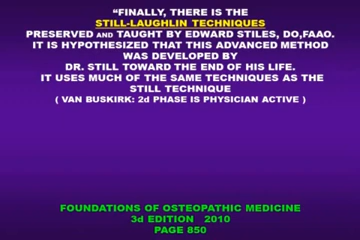 “FINALLY, THERE IS THE
STILL-LAUGHLIN TECHNIQUES
PRESERVED AND TAUGHT BY EDWARD STILES, DO,FAAO.
IT IS HYPOTHESIZED THAT THIS ADVANCED METHOD
WAS DEVELOPED BY
DR. STILL TOWARD THE END OF HIS LIFE.
IT USES MUCH OF THE SAME TECHNIQUES AS THE
STILL TECHNIQUE
( VAN BUSKIRK: 2d PHASE IS PHYSICIAN ACTIVE )
FOUNDATIONS OF OSTEOPATHIC MEDICINE
3d EDITION 2010
PAGE 850